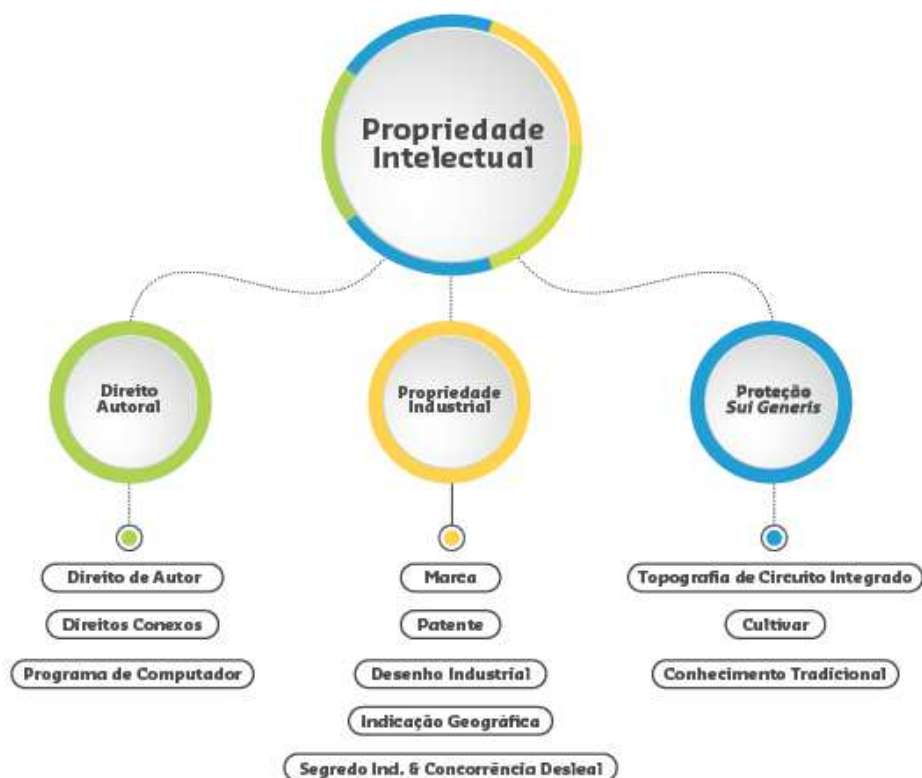 Propriedade
Intelectual
Direito
Autoral
Direito de Autor
Direitos Conexos
Programa de Computador
Propriedade
Industrial
Marca
Patente
Desenho Industrial
Indicação Geográfica
Segredo Ind. & Concorrência Desleal
Proteção
Sui Generis
Topografia de Circuito Integrado
Cultivar
Conhecimento Tradicional